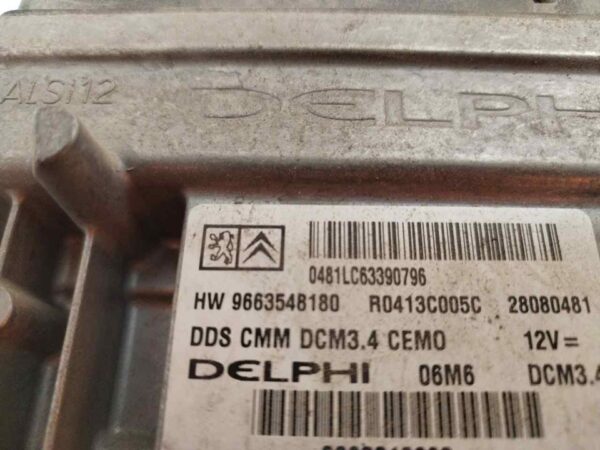 ALSi12 DELPHI
0481LC63390796
HW 9663548180 R0413C005C 28080481
DDS CMM DCM3.4 CEMO 12V=
DELPHI 06M6 DCM3.4